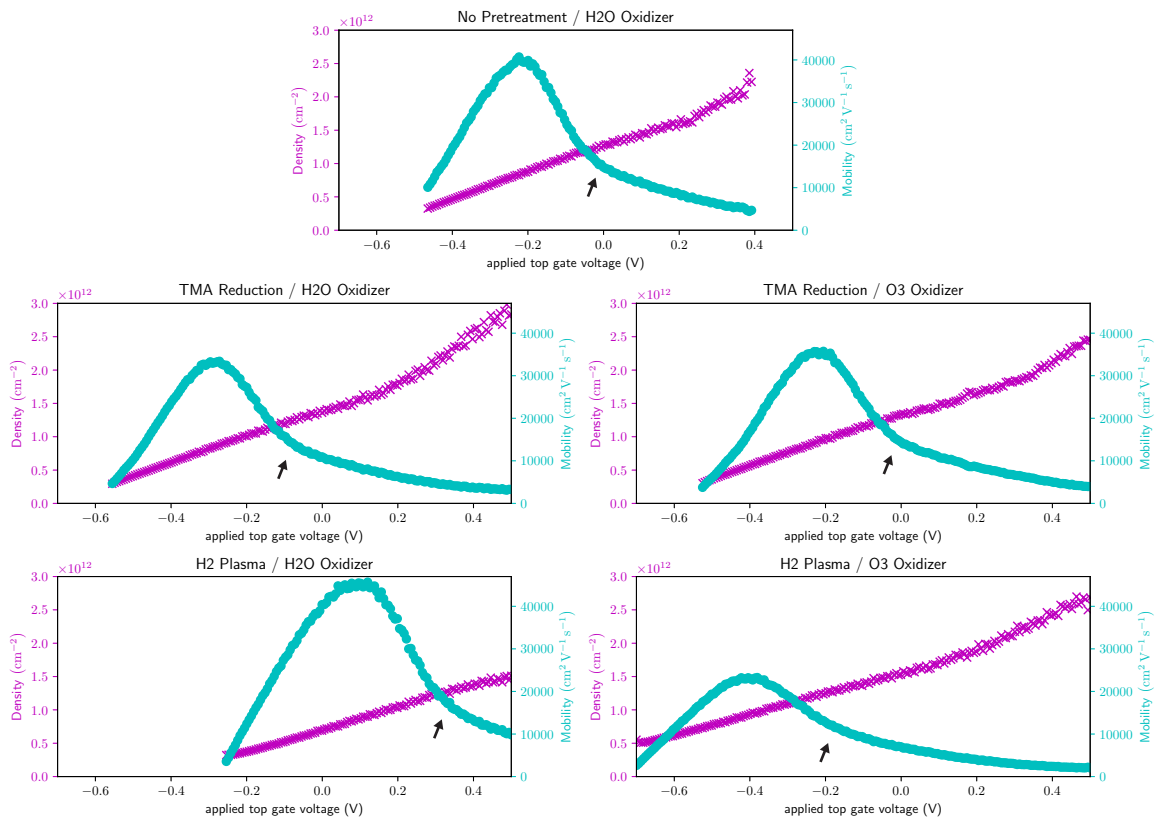 No Pretreatment / H2O Oxidizer
×10¹²
3.0
2.5
2.0
1.5
1.0
0.5
0.0
Density (cm⁻²)
40000
30000
20000
10000
0
Mobility (cm² V⁻¹ s⁻¹)
−0.6 −0.4 −0.2 0.0 0.2 0.4
applied top gate voltage (V)
TMA Reduction / H2O Oxidizer
×10¹²
3.0
2.5
2.0
1.5
1.0
0.5
0.0
Density (cm⁻²)
40000
30000
20000
10000
0
Mobility (cm² V⁻¹ s⁻¹)
−0.6 −0.4 −0.2 0.0 0.2 0.4
applied top gate voltage (V)
TMA Reduction / O3 Oxidizer
×10¹²
3.0
2.5
2.0
1.5
1.0
0.5
0.0
Density (cm⁻²)
40000
30000
20000
10000
0
Mobility (cm² V⁻¹ s⁻¹)
−0.6 −0.4 −0.2 0.0 0.2 0.4
applied top gate voltage (V)
H2 Plasma / H2O Oxidizer
×10¹²
3.0
2.5
2.0
1.5
1.0
0.5
0.0
Density (cm⁻²)
40000
30000
20000
10000
0
Mobility (cm² V⁻¹ s⁻¹)
−0.6 −0.4 −0.2 0.0 0.2 0.4
applied top gate voltage (V)
H2 Plasma / O3 Oxidizer
×10¹²
3.0
2.5
2.0
1.5
1.0
0.5
0.0
Density (cm⁻²)
40000
30000
20000
10000
0
Mobility (cm² V⁻¹ s⁻¹)
−0.6 −0.4 −0.2 0.0 0.2 0.4
applied top gate voltage (V)